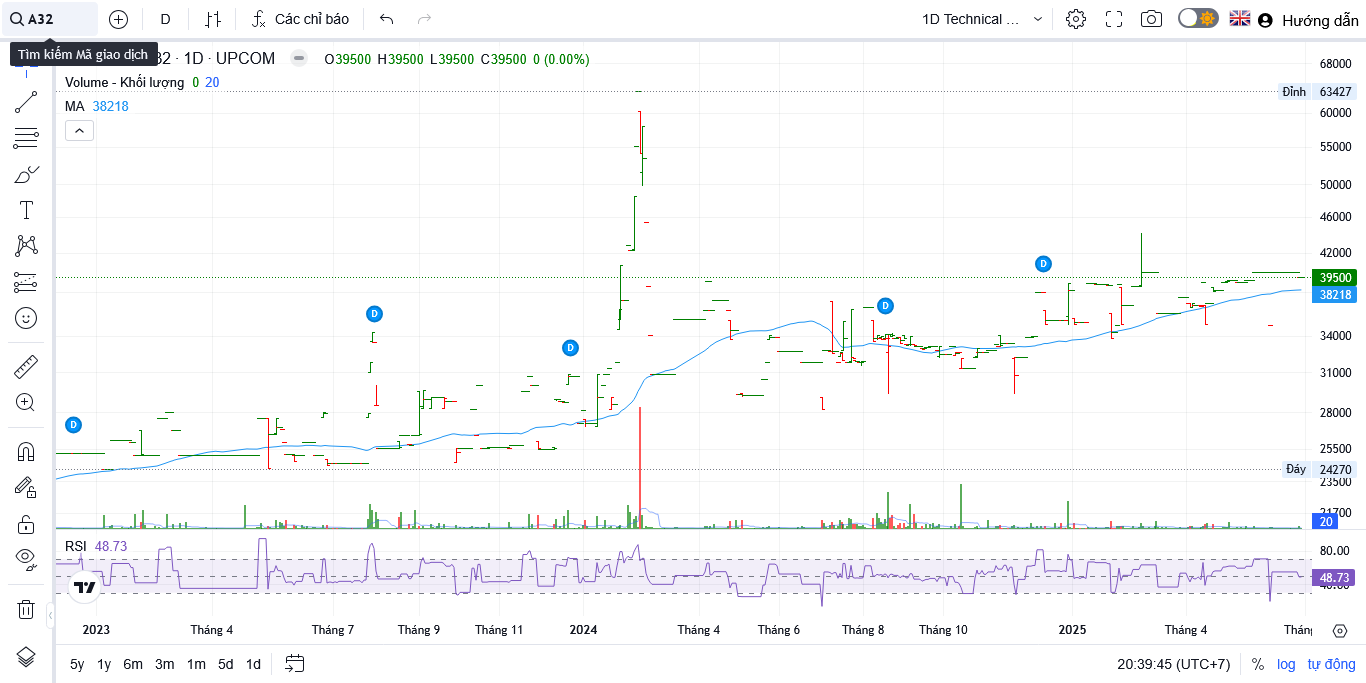 A32
D
Các chỉ báo
1D Technical ...
Hướng dẫn
Tìm kiếm Mã giao dịch
32 · 1D · UPCOM
O39500 H39500 L39500 C39500 0 (0.00%)
Volume - Khối lượng 0 20
MA 38218
68000
Đỉnh 63427
60000
55000
50000
46000
42000
39500
38218
34000
31000
28000
25500
Đáy 24270
23500
21700
20
D
D
D
D
D
RSI 48.73
80.00
48.73
40.00
2023
Tháng 4
Tháng 7
Tháng 9
Tháng 11
2024
Tháng 4
Tháng 6
Tháng 8
Tháng 10
2025
Tháng 4
Tháng
5y 1y 6m 3m 1m 5d 1d
20:39:45 (UTC+7)
% log tự động